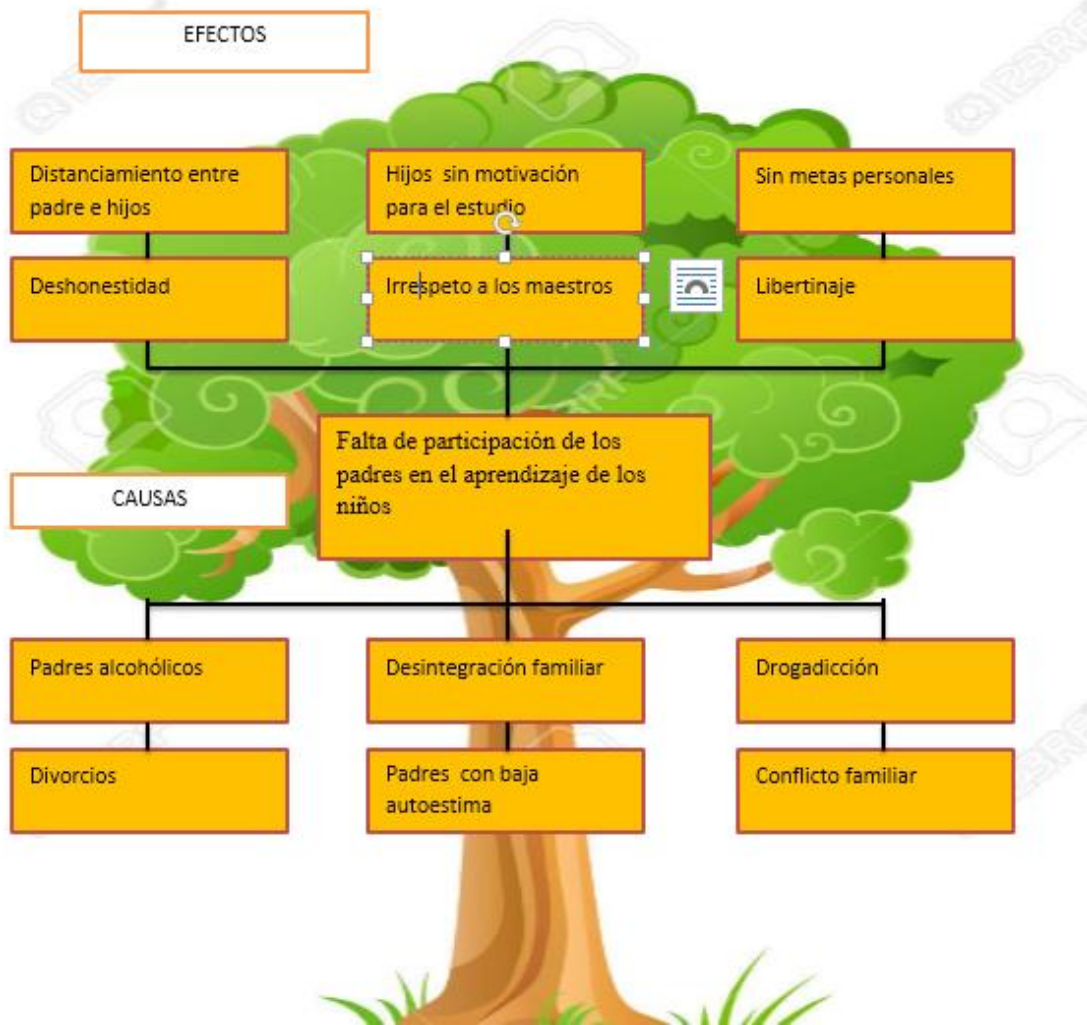 EFECTOS
Distanciamiento entre
padre e hijos
Hijos sin motivación
para el estudio
Sin metas personales
Deshonestidad
Irrespeto a los maestros
Libertinaje
Falta de participación de los
padres en el aprendizaje de los
niños
CAUSAS
Padres alcohólicos
Desintegración familiar
Drogadicción
Divorcios
Padres con baja
autoestima
Conflicto familiar